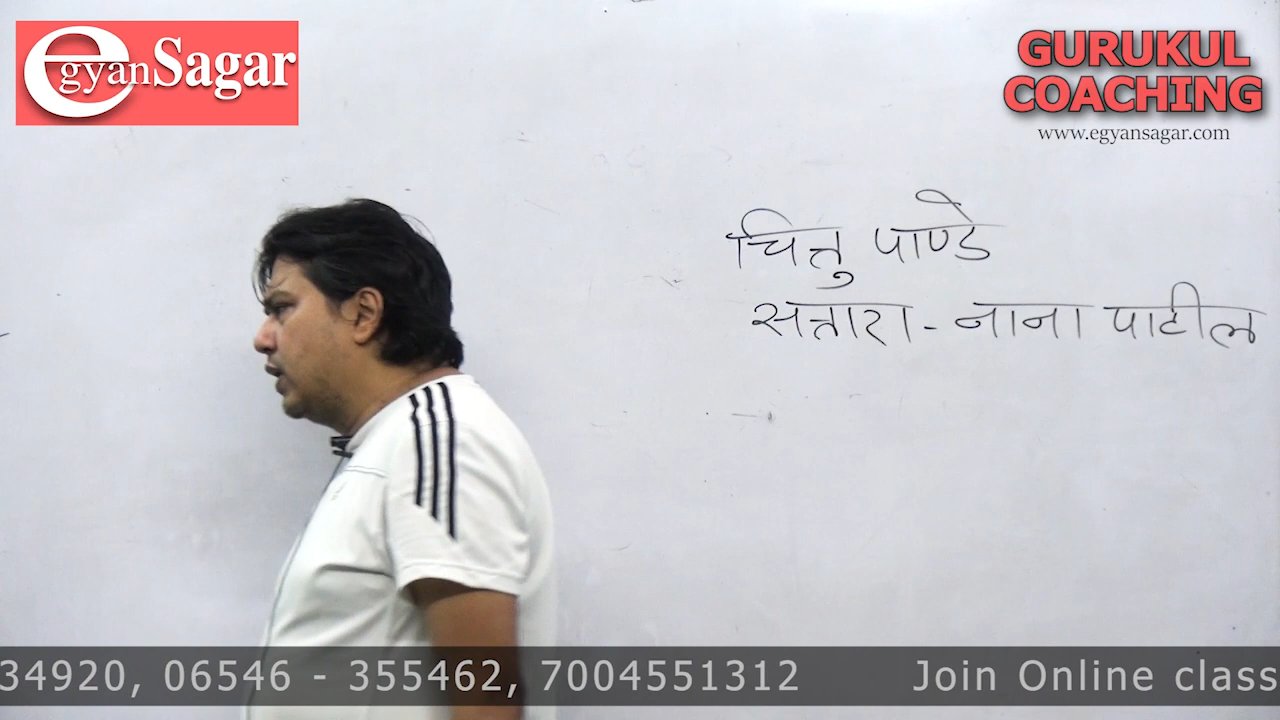 egyanSagar
GURUKUL
COACHING
www.egyansagar.com
चित्तु पाण्डे
सत्तारा - नाना पाटील
34920, 06546 - 355462, 7004551312 Join Online class